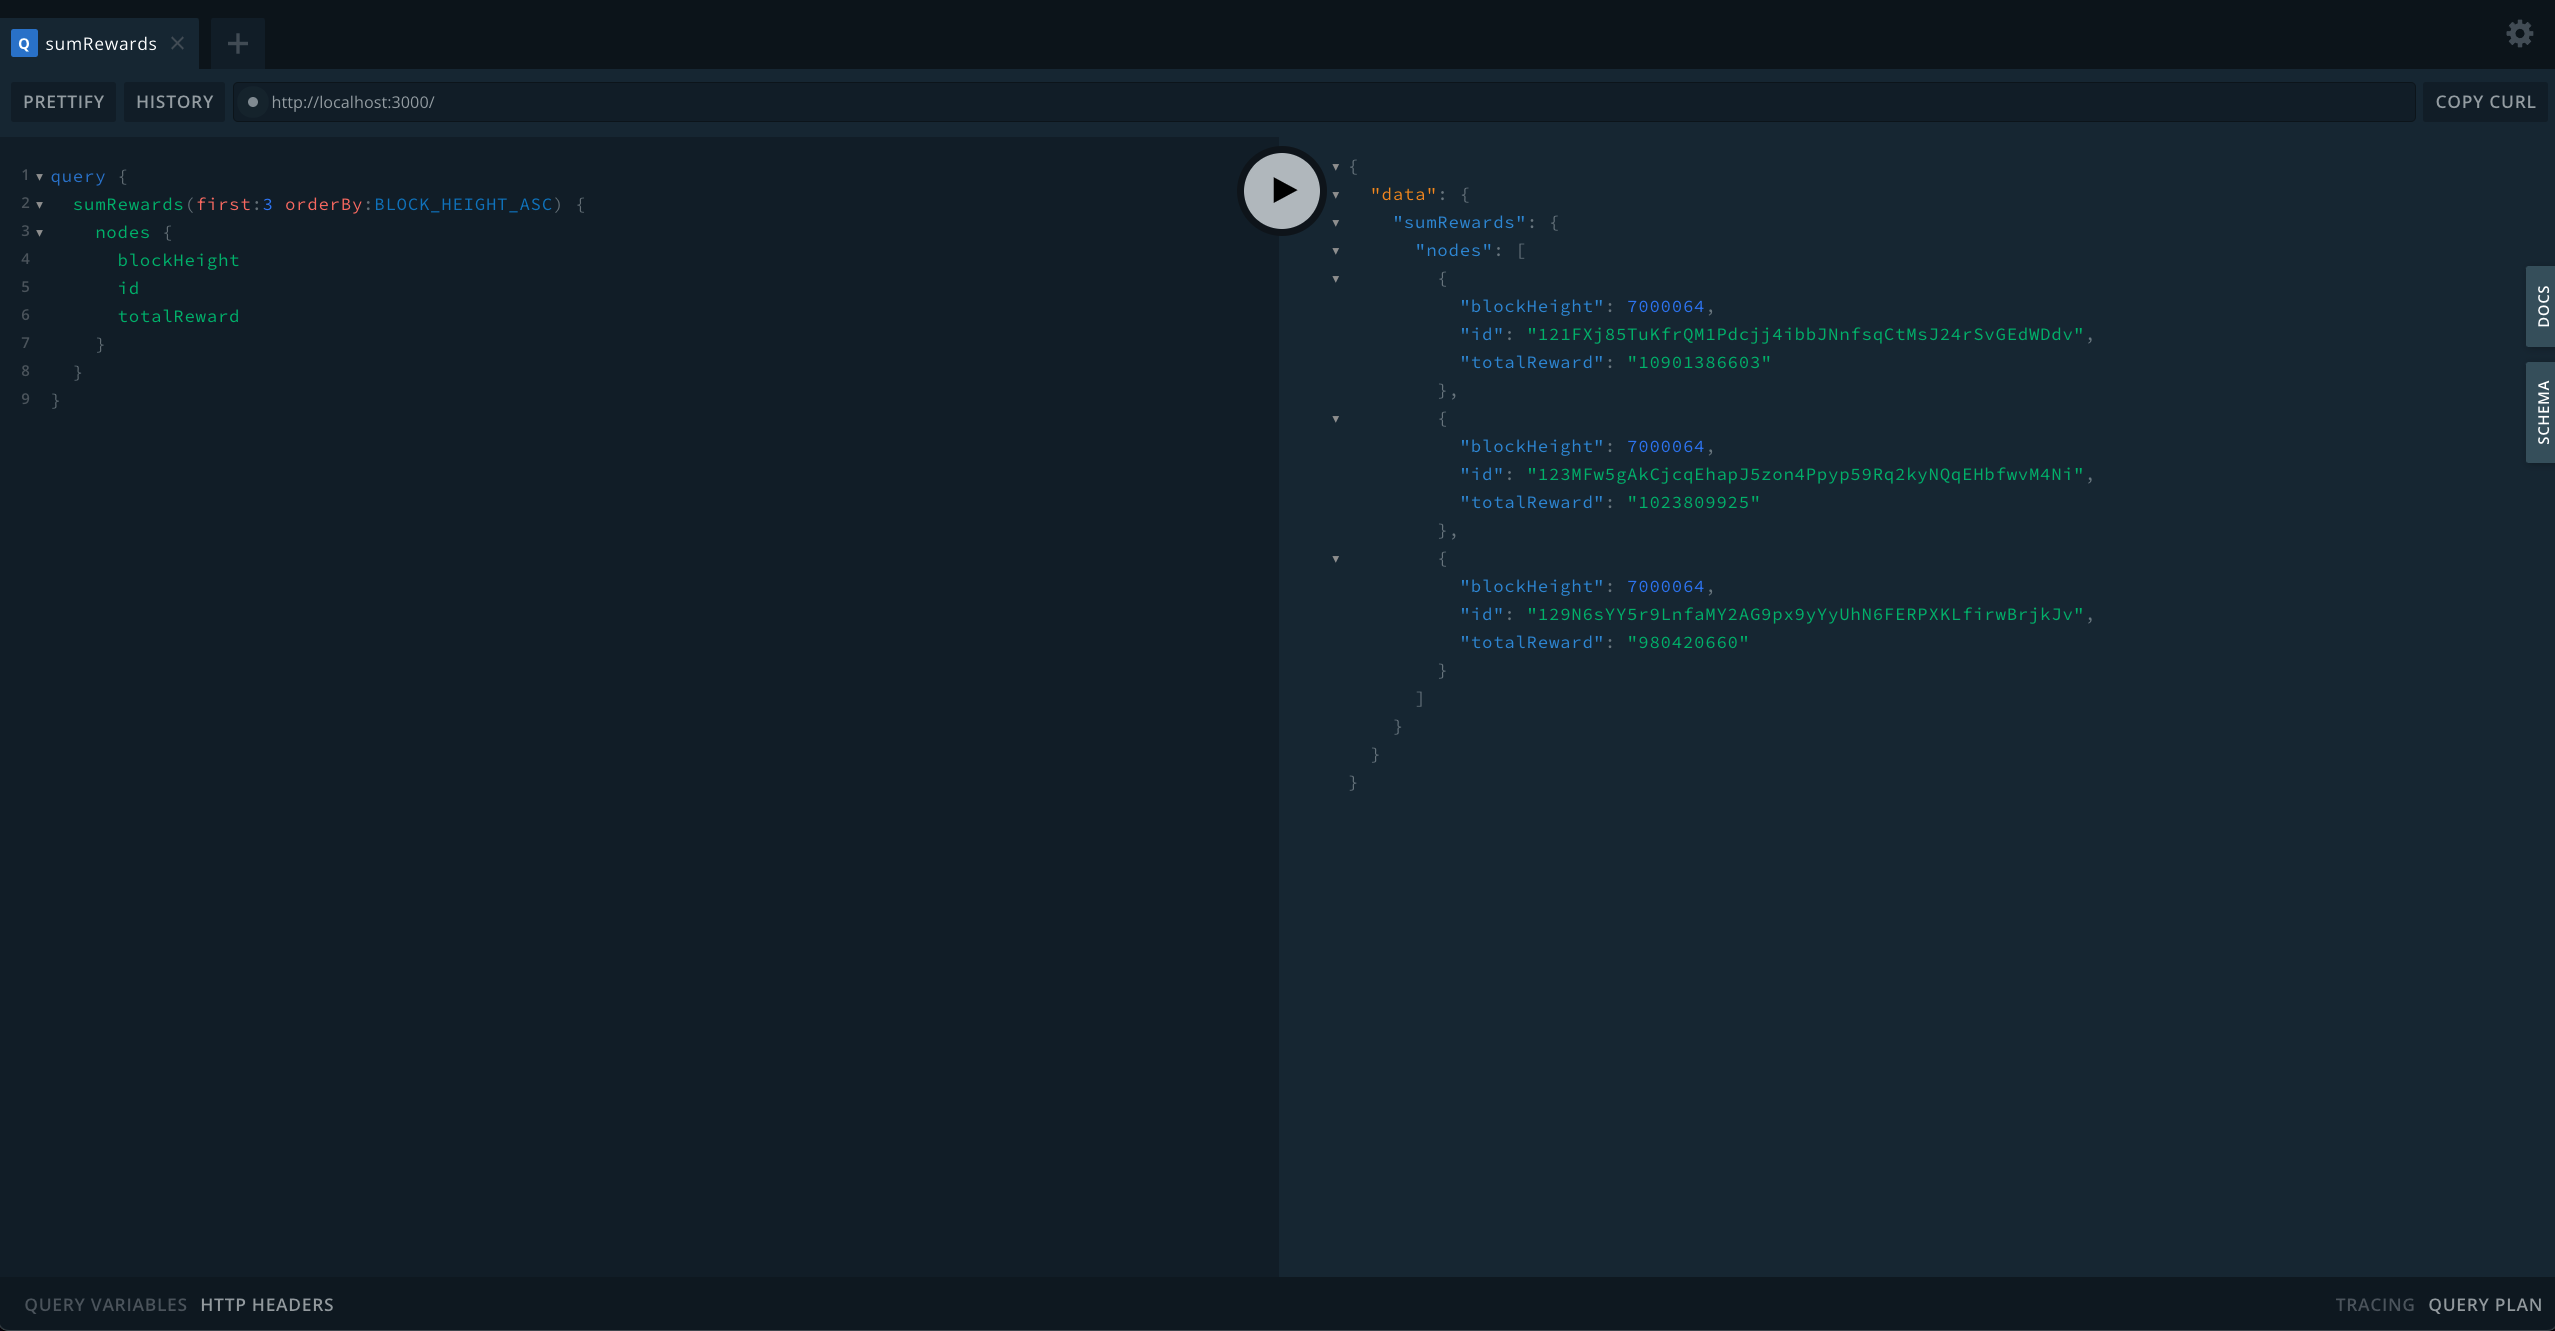 Q sumRewards
PRETTIFY HISTORY http://localhost:3000/ COPY CURL
1 query {
2 sumRewards(first:3 orderBy:BLOCK_HEIGHT_ASC) {
3 nodes {
4 blockHeight
5 id
6 totalReward
7 }
8 }
9 }
{
"data": {
"sumRewards": {
"nodes": [
{
"blockHeight": 7000064,
"id": "121FXj85TuKfrQM1Pdcjj4ibbJNnfsqCtMsJ24rSvGEdWDdv",
"totalReward": "10901386603"
},
{
"blockHeight": 7000064,
"id": "123MFw5gAkCjcqEhapJ5zon4Ppyp59Rq2kyNQqEHbfwvM4Ni",
"totalReward": "1023809925"
},
{
"blockHeight": 7000064,
"id": "129N6sYY5r9LnfaMY2AG9px9yYyUhN6FERPXKLfirwBrjkJv",
"totalReward": "980420660"
}
]
}
}
}
DOCS
SCHEMA
QUERY VARIABLES HTTP HEADERS
TRACING QUERY PLAN